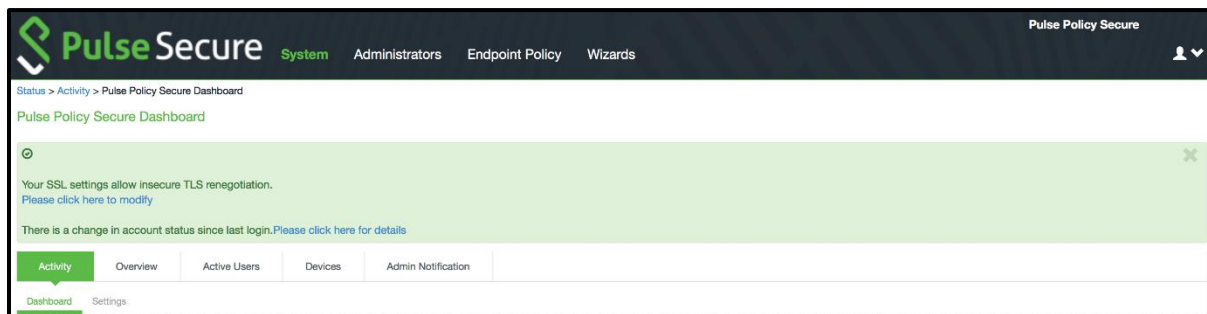 Pulse Policy Secure
Pulse Secure System Administrators Endpoint Policy Wizards
Status > Activity > Pulse Policy Secure Dashboard
Pulse Policy Secure Dashboard
Your SSL settings allow insecure TLS renegotiation.
Please click here to modify
There is a change in account status since last login.Please click here for details
Activity Overview Active Users Devices Admin Notification
Dashboard Settings